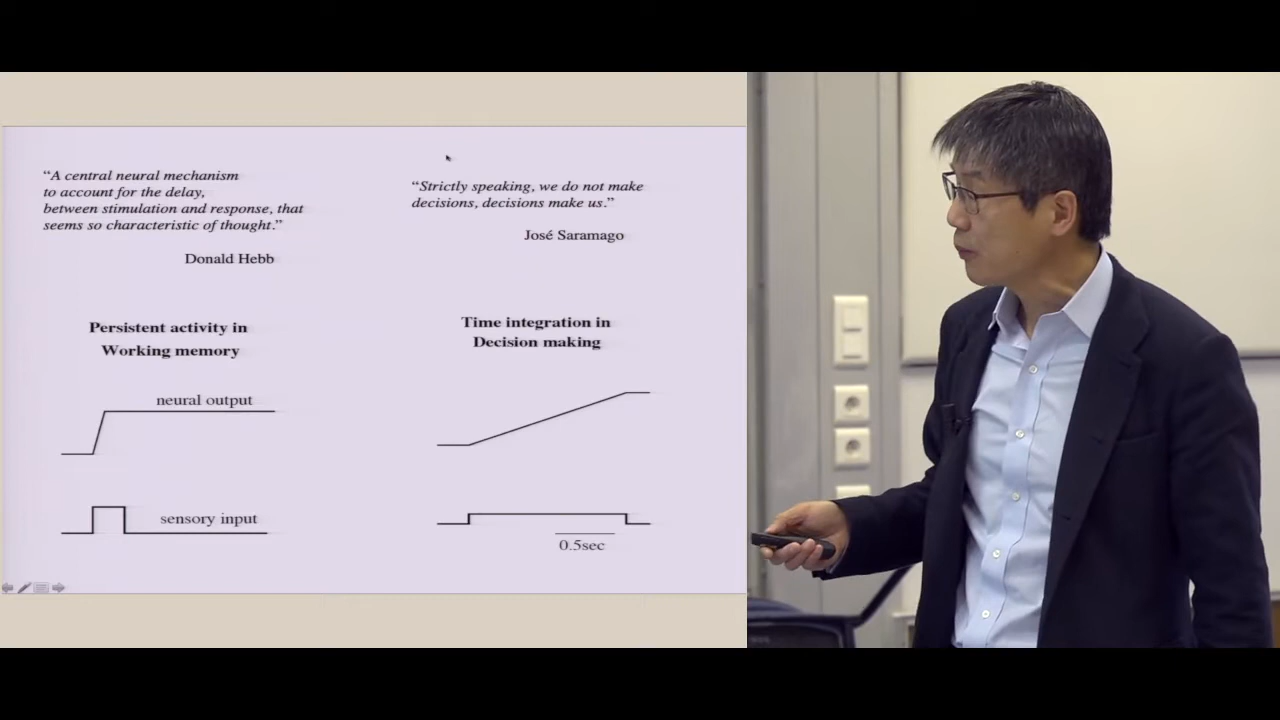 “A central neural mechanism
to account for the delay,
between stimulation and response, that
seems so characteristic of thought.”
Donald Hebb
Persistent activity in
Working memory
neural output
sensory input
“Strictly speaking, we do not make
decisions, decisions make us.”
José Saramago
Time integration in
Decision making
0.5sec